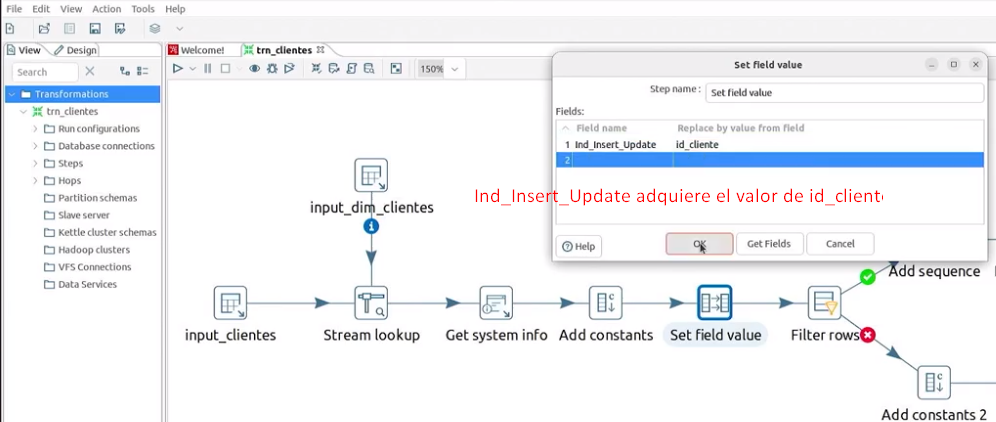 File Edit View Action Tools Help
View Design
Search
Transformations
trn_clientes
Run configurations
Database connections
Steps
Hops
Partition schemas
Slave server
Kettle cluster schemas
Hadoop clusters
VFS Connections
Data Services
Welcome! trn_clientes
150%
input_dim_clientes
input_clientes
Stream lookup
Get system info
Add constants
Set field value
Filter rows
Add sequence
Add constants 2
Set field value
Step name : Set field value
Fields:
Field name Replace by value from field
1 Ind_Insert_Update id_cliente
2
Ind_Insert_Update adquiere el valor de id_cliente
Help OK Get Fields Cancel